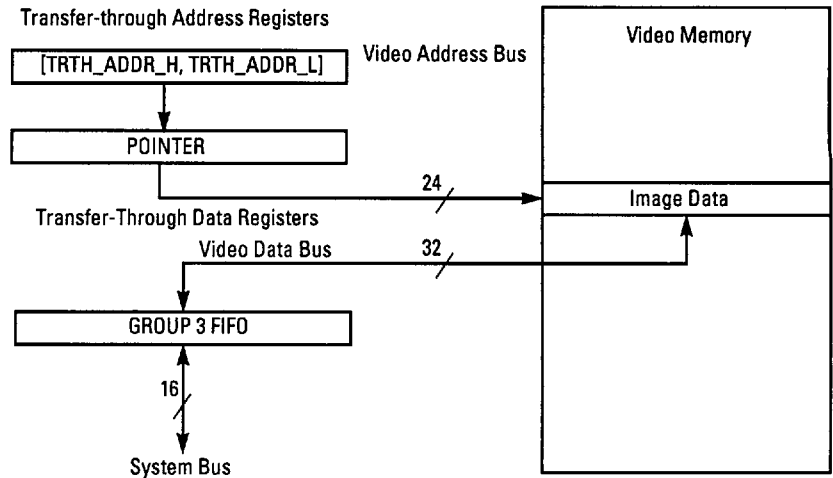 Transfer-through Address Registers
[TRTH_ADDR_H, TRTH_ADDR_L]
Video Address Bus
Video Memory
POINTER
24
Image Data
Transfer-Through Data Registers
Video Data Bus
32
GROUP 3 FIFO
16
System Bus